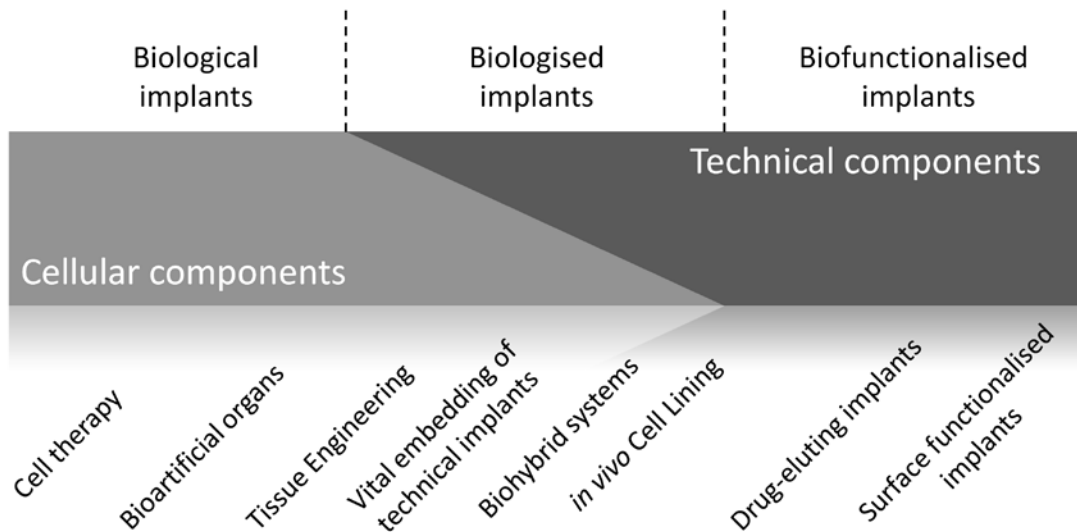 Biological
implants
Biologised
implants
Biofunctionalised
implants
Technical components
Cellular components
Cell therapy
Bioartificial organs
Tissue Engineering
Vital embedding of
technical implants
Biohybrid systems
in vivo Cell Lining
Drug-eluting implants
Surface functionalised
implants